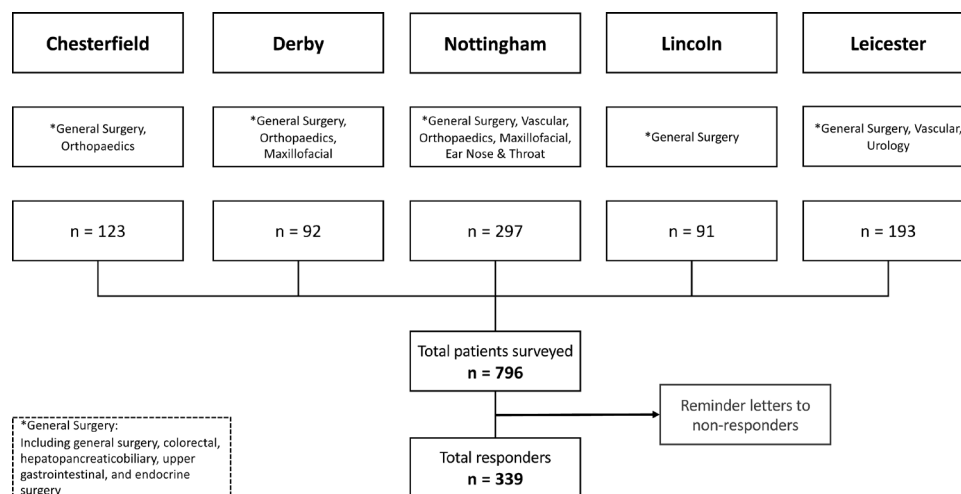 Chesterfield
Derby
Nottingham
Lincoln
Leicester
*General Surgery,
Orthopaedics
*General Surgery,
Orthopaedics,
Maxillofacial
*General Surgery, Vascular,
Orthopaedics, Maxillofacial,
Ear Nose & Throat
*General Surgery
*General Surgery, Vascular,
Urology
n = 123
n = 92
n = 297
n = 91
n = 193
Total patients surveyed
n = 796
Reminder letters to
non-responders
*General Surgery:
Including general surgery, colorectal,
hepatopancreaticobiliary, upper
gastrointestinal, and endocrine
surgery
Total responders
n = 339